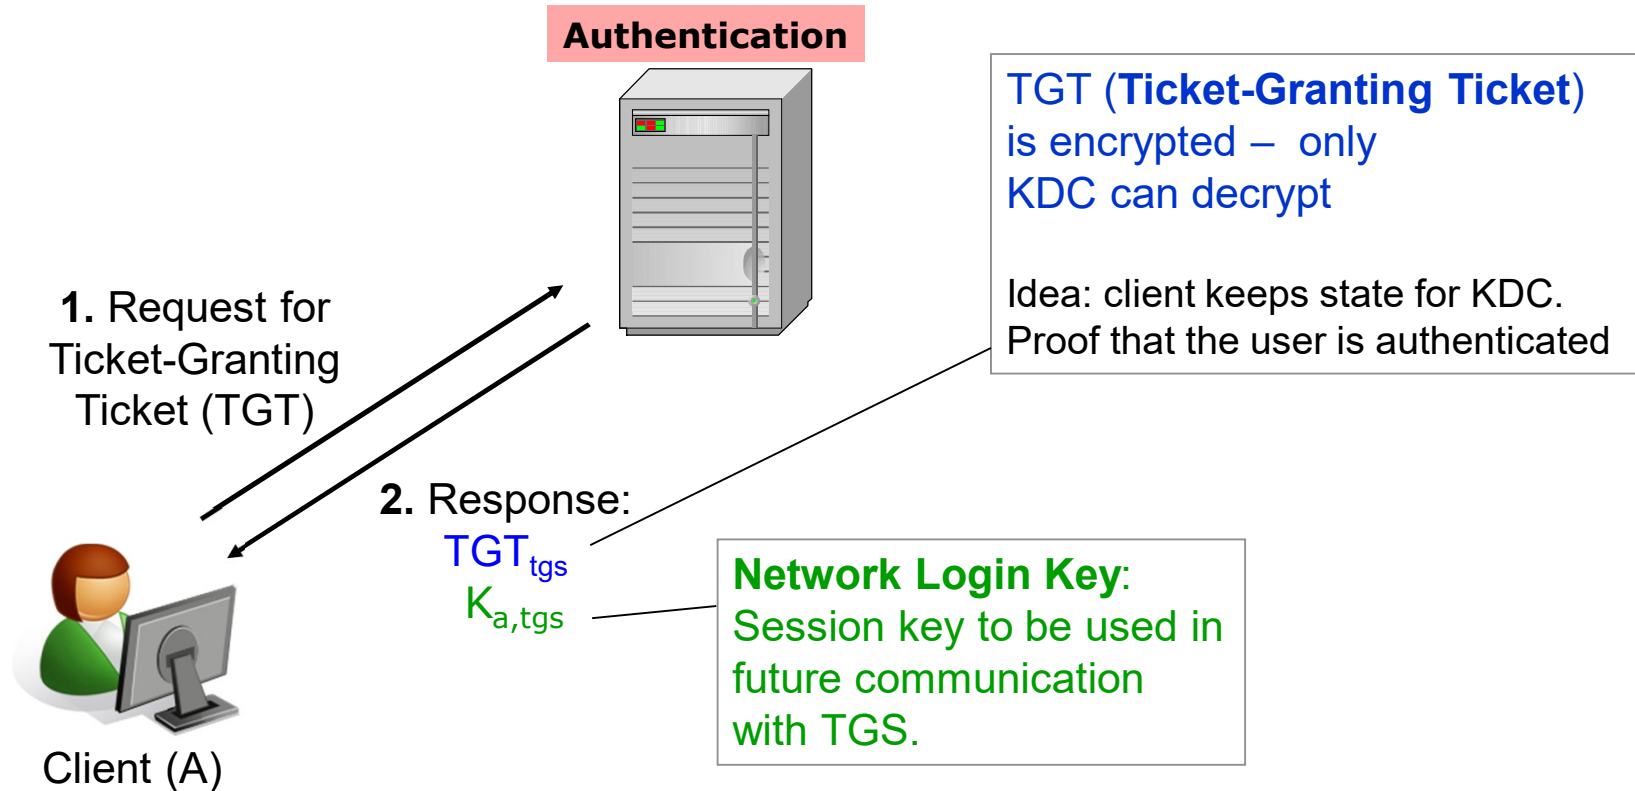 Authentication
TGT (Ticket-Granting Ticket)
is encrypted – only
KDC can decrypt
Idea: client keeps state for KDC.
Proof that the user is authenticated
1. Request for
Ticket-Granting
Ticket (TGT)
2. Response:
TGTtgs
Ka,tgs
Network Login Key:
Session key to be used in
future communication
with TGS.
Client (A)